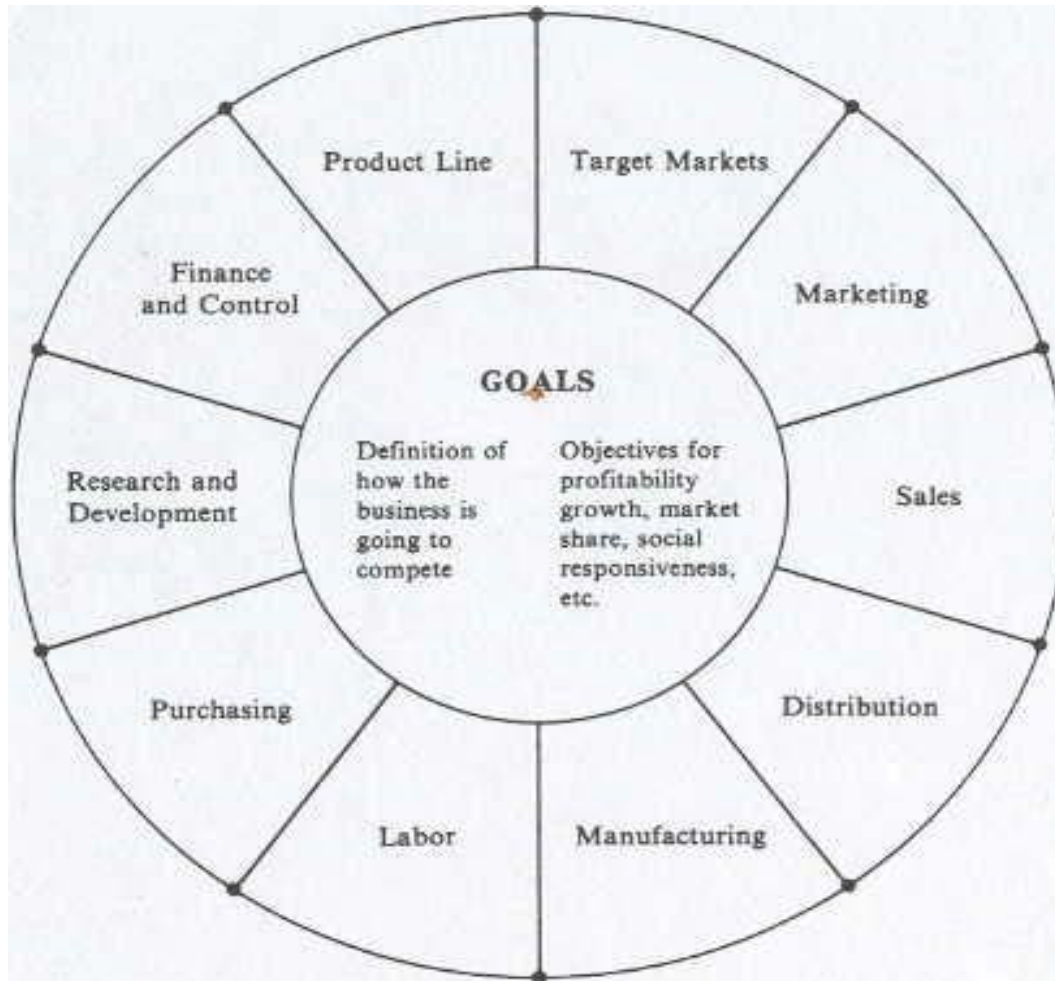 Product Line
Target Markets
Marketing
Sales
Distribution
Manufacturing
Labor
Purchasing
Research and
Development
Finance
and Control
GOALS
Definition of
how the
business is
going to
compete
Objectives for
profitability
growth, market
share, social
responsiveness,
etc.